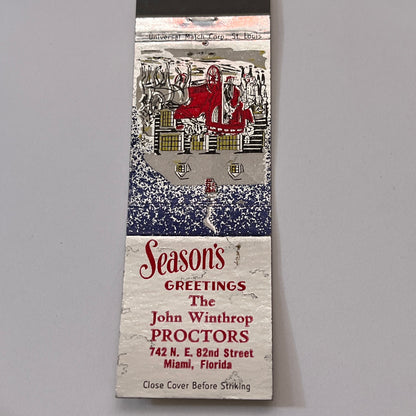 Universal Match Corp. St. Louis
Season's
GREETINGS
The
John Winthrop
PROCTORS
742 N. E. 82nd Street
Miami, Florida
Close Cover Before Striking